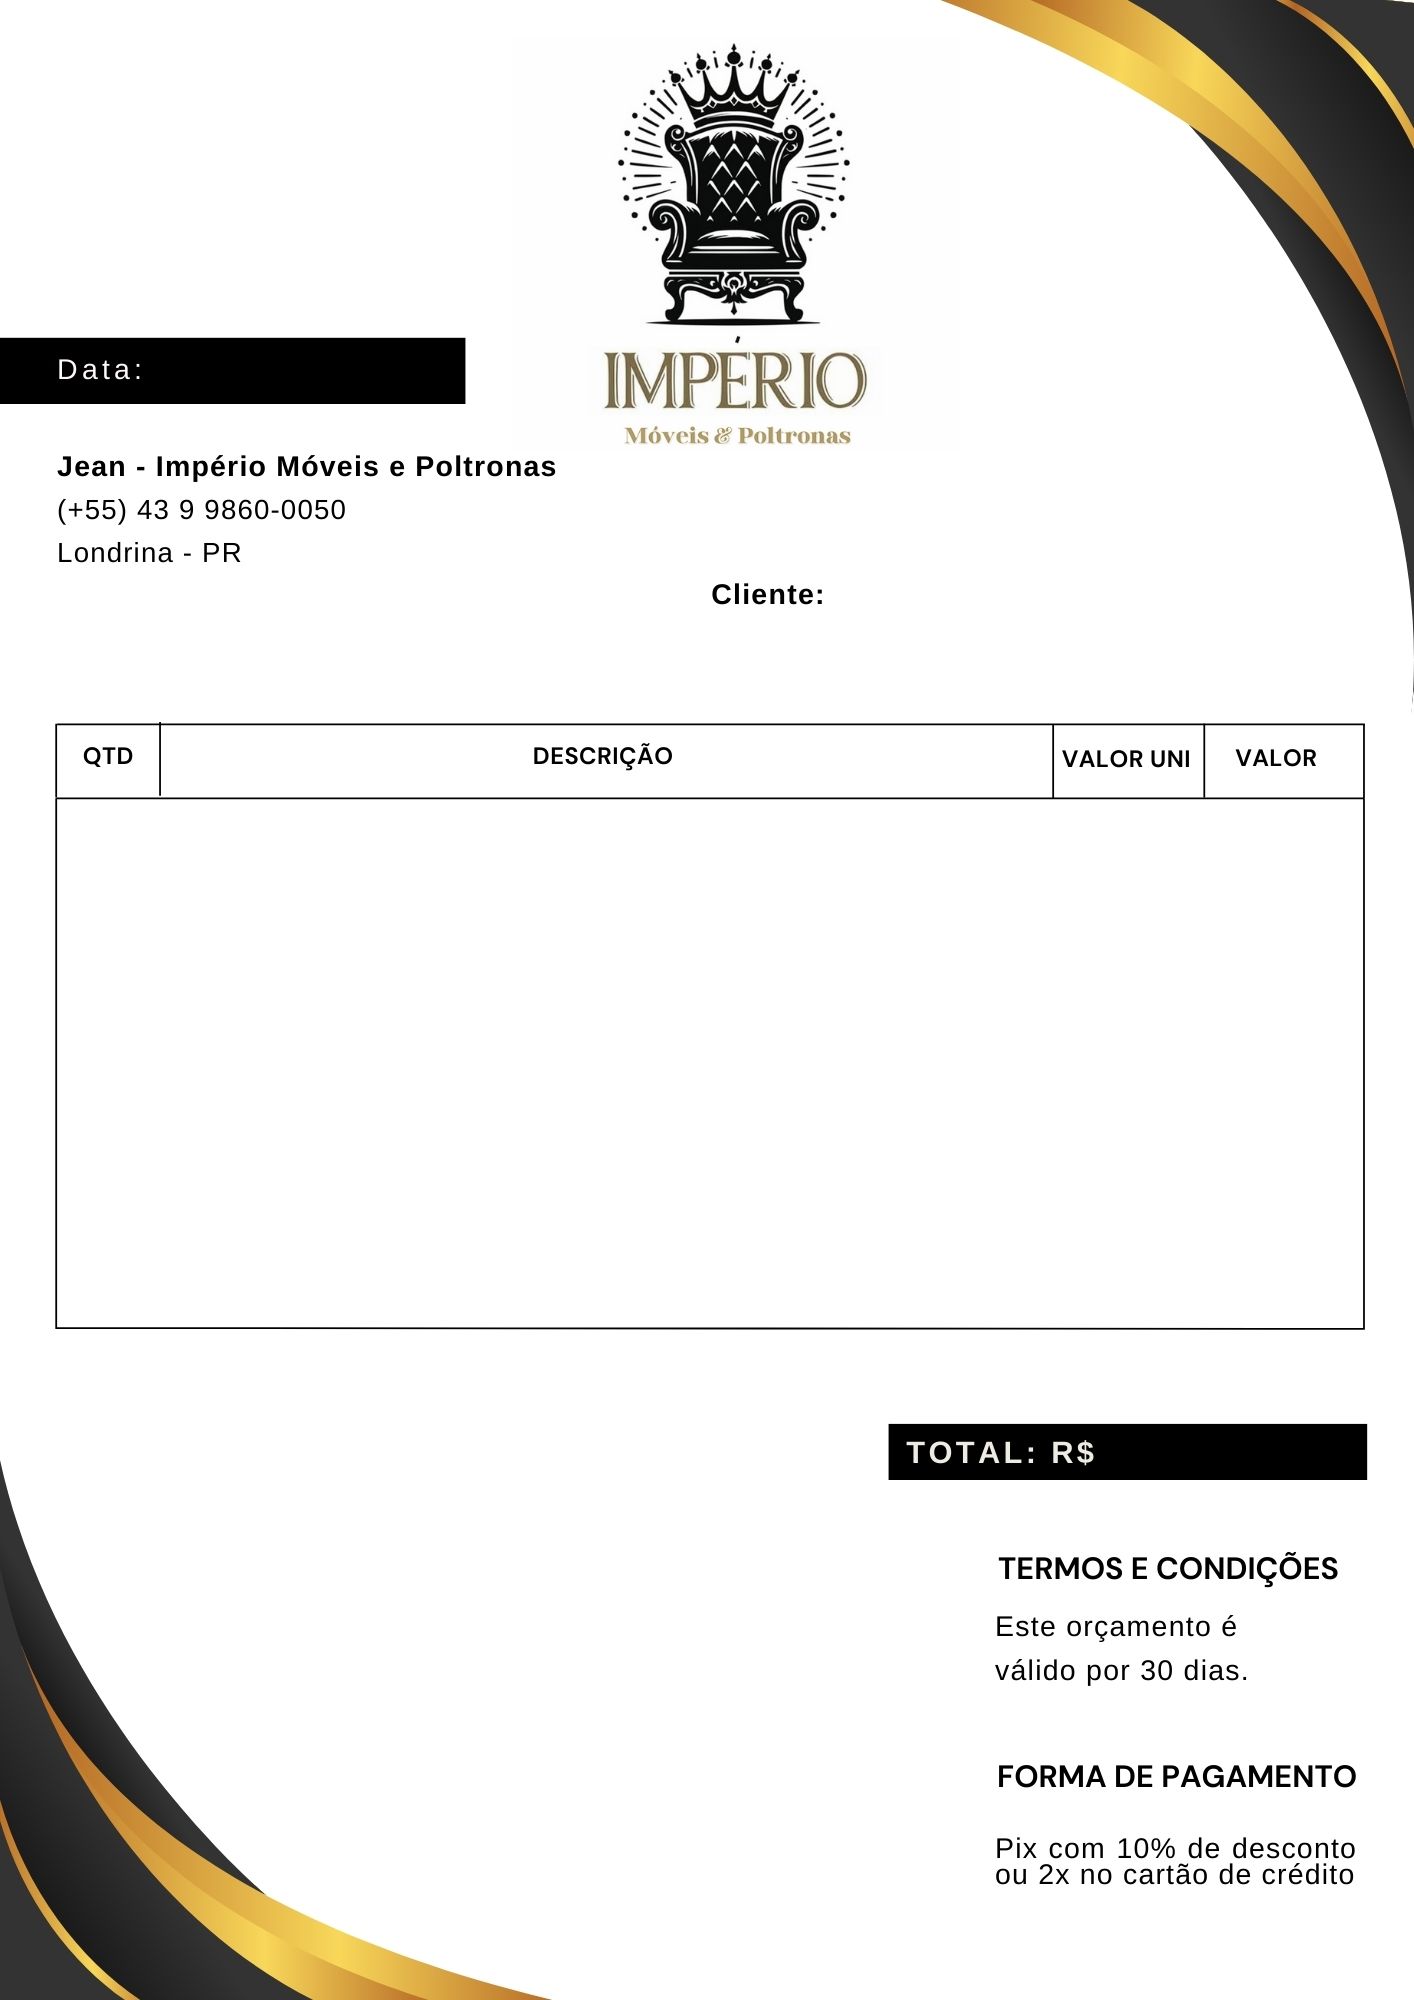 IMPÉRIO
Móveis & Poltronas
Data:
Jean - Império Móveis e Poltronas
(+55) 43 9 9860-0050
Londrina - PR
Cliente:
QTD DESCRIÇÃO VALOR UNI VALOR
TOTAL: R$
TERMOS E CONDIÇÕES
Este orçamento é
válido por 30 dias.
FORMA DE PAGAMENTO
Pix com 10% de desconto
ou 2x no cartão de crédito